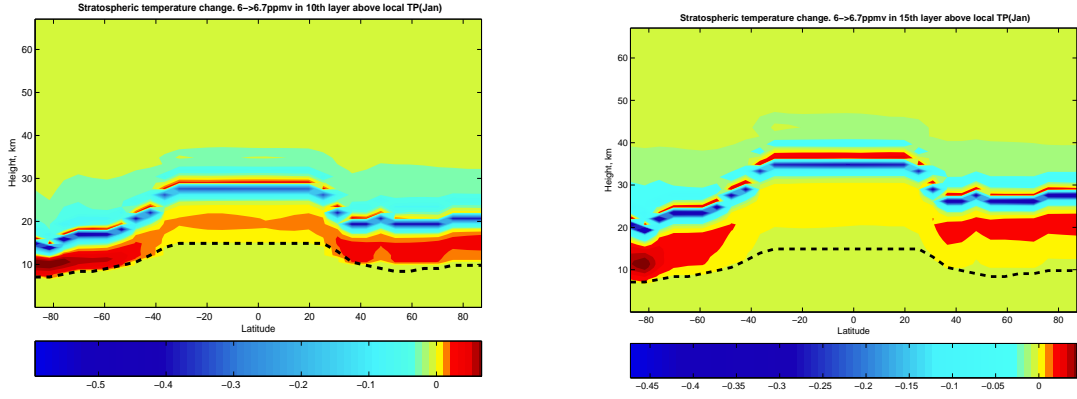 Stratospheric temperature change. 6->6.7ppmv in 10th layer above local TP(Jan)
Height, km
60
50
40
30
20
10
−80 −60 −40 −20 0 20 40 60 80
Latitude
−0.5 −0.4 −0.3 −0.2 −0.1 0
Stratospheric temperature change. 6->6.7ppmv in 15th layer above local TP(Jan)
Height, km
60
50
40
30
20
10
−80 −60 −40 −20 0 20 40 60 80
Latitude
−0.45 −0.4 −0.35 −0.3 −0.25 −0.2 −0.15 −0.1 −0.05 0